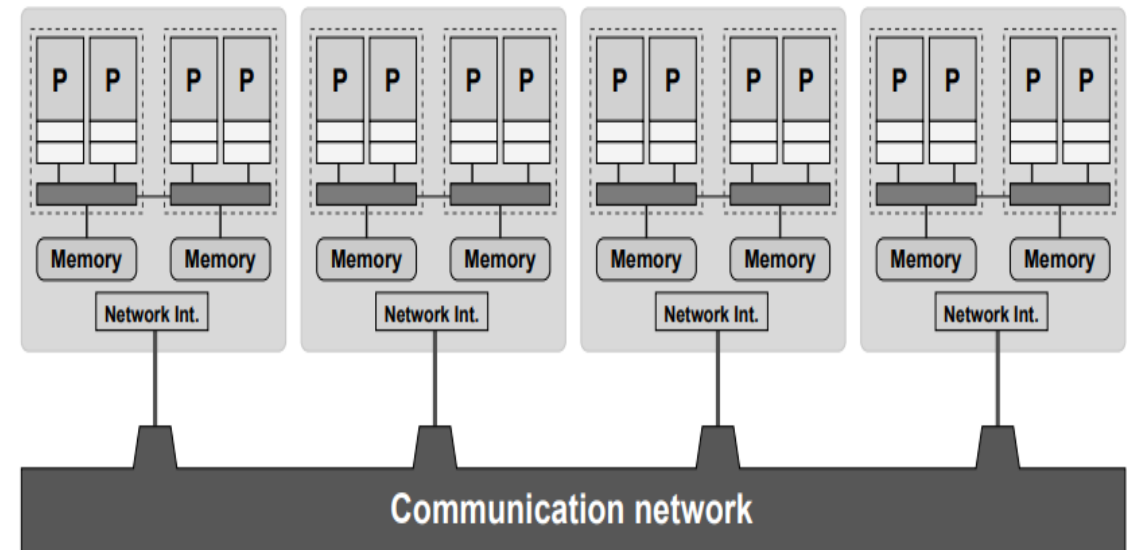 P P P P P P P P P P P P P P P P
Memory Memory Memory Memory Memory Memory Memory Memory
Network Int. Network Int. Network Int. Network Int.
Communication network